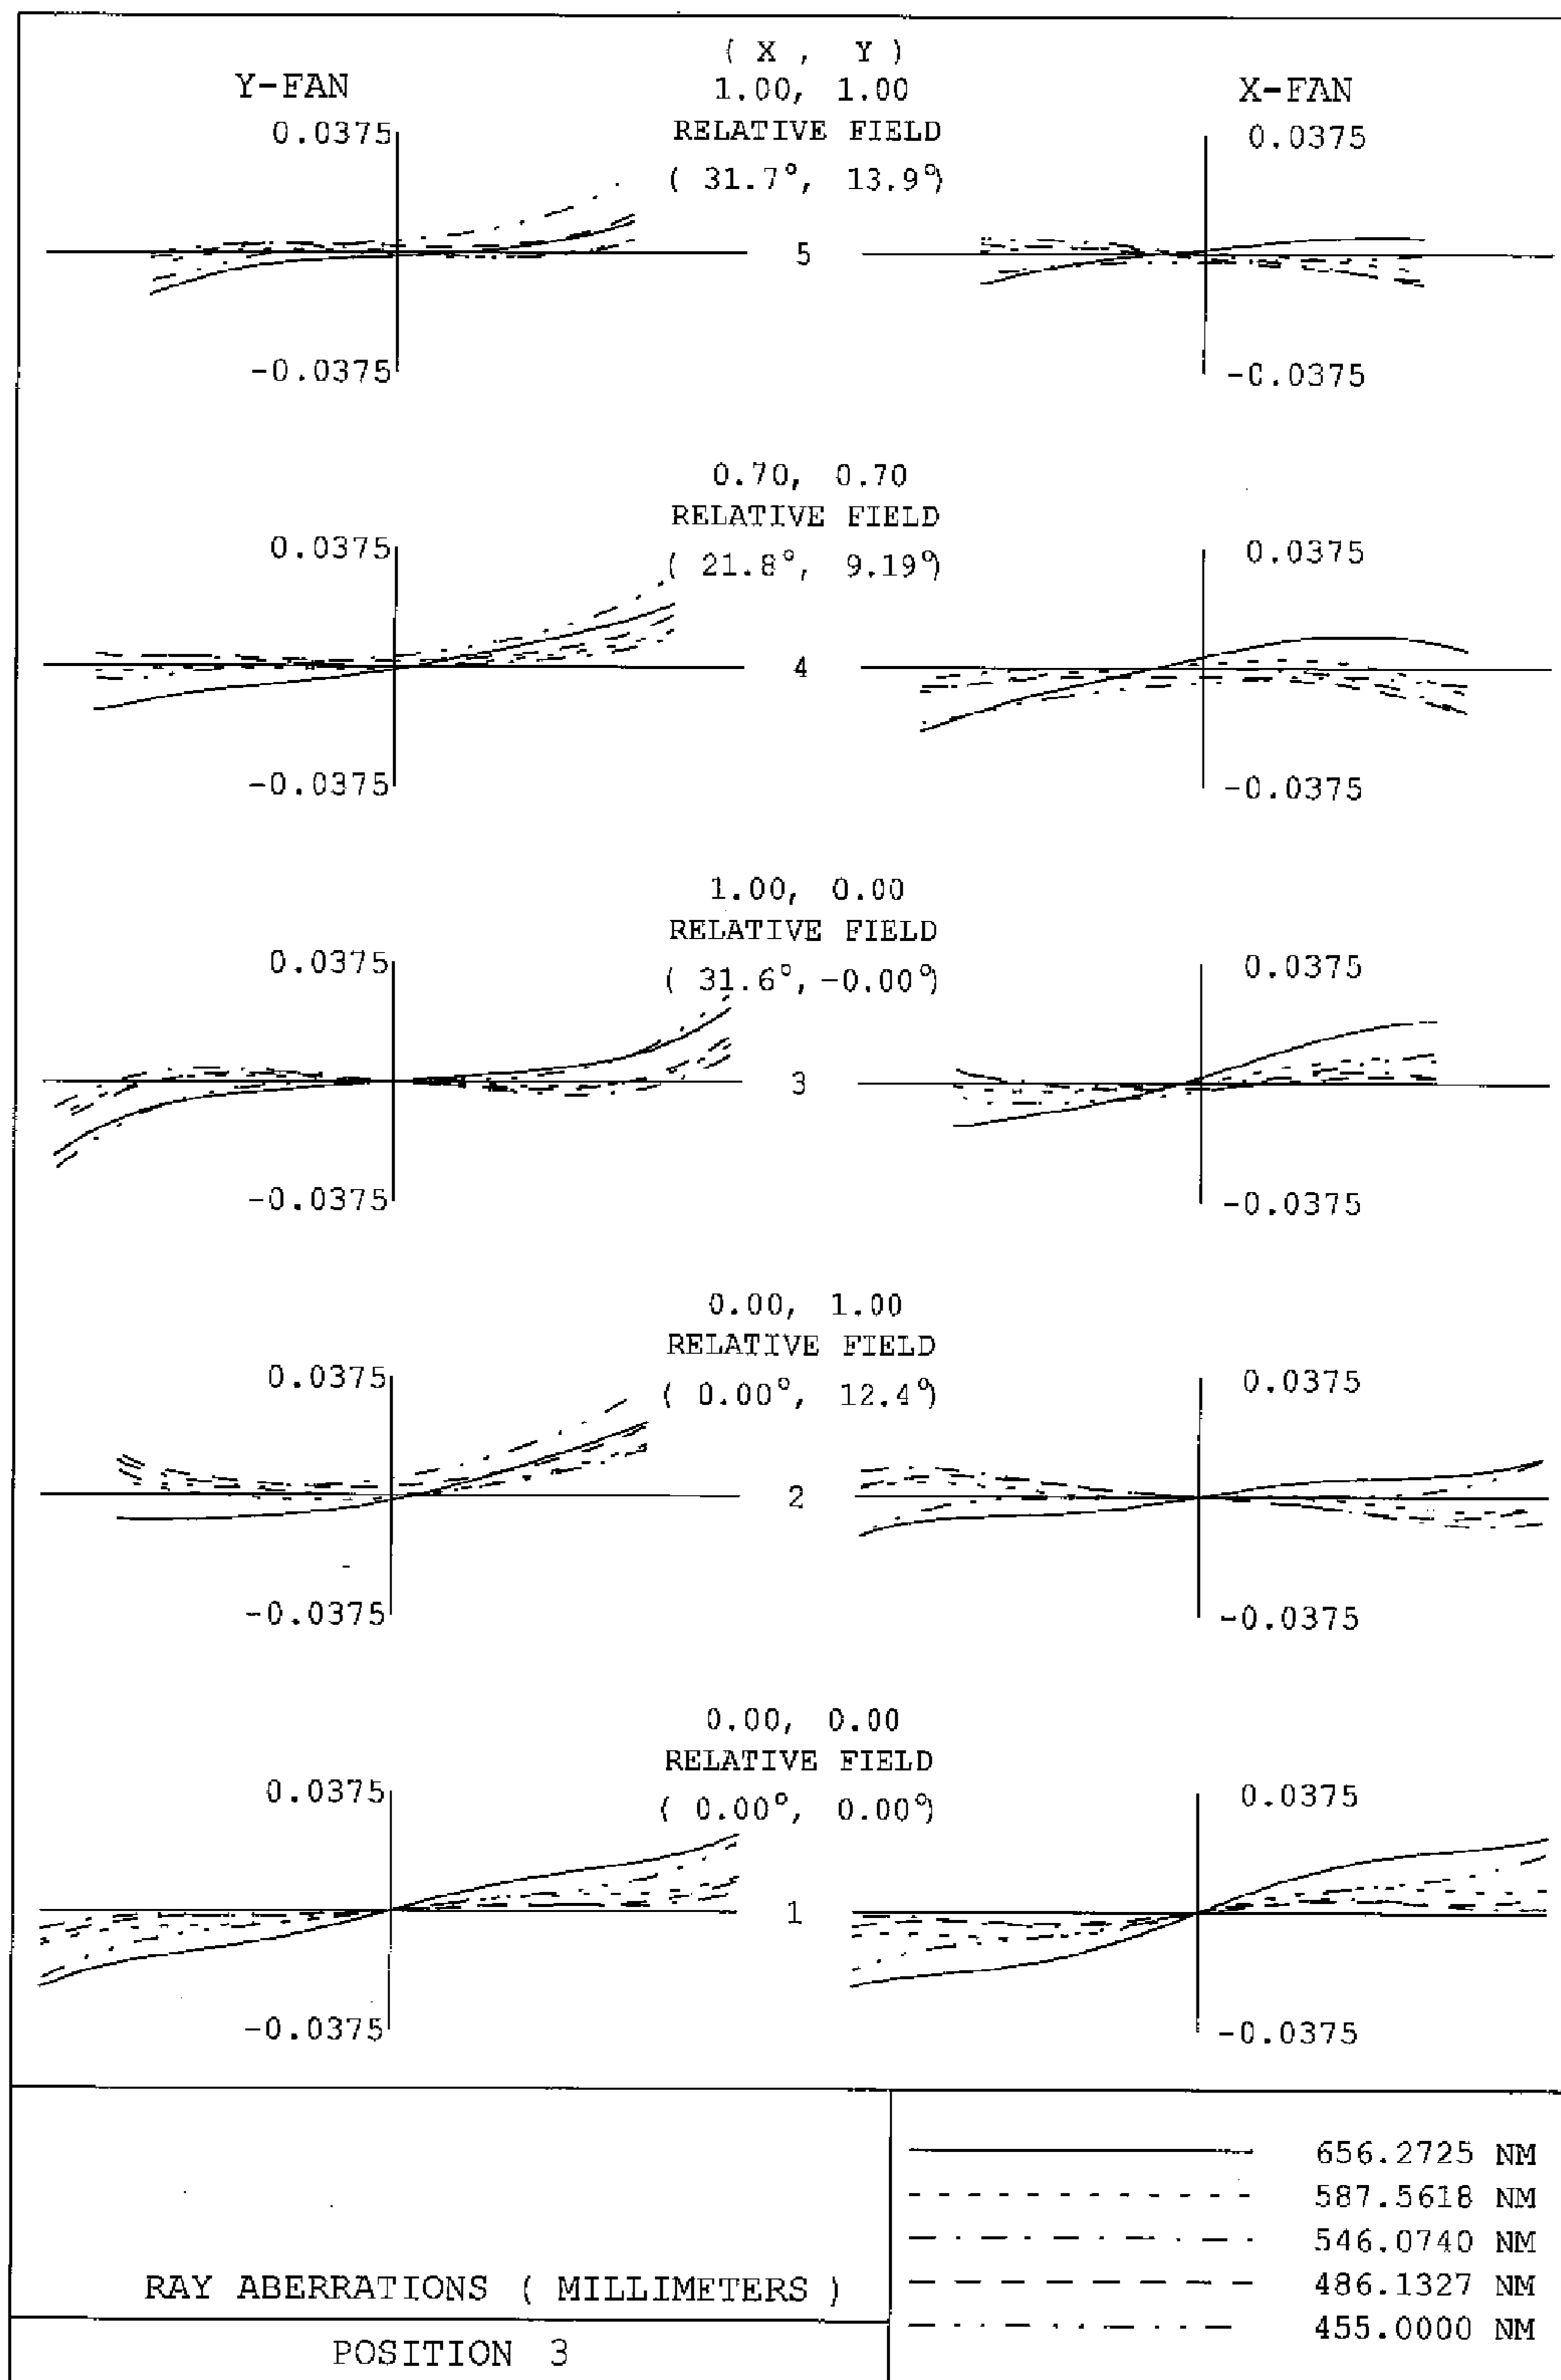 ( X , Y )
Y-FAN 1.00, 1.00 X-FAN
0.0375 RELATIVE FIELD 0.0375
( 31.7°, 13.9°)
5
-0.0375 -0.0375
0.70, 0.70
RELATIVE FIELD
0.0375 ( 21.8°, 9.19°) 0.0375
4
-0.0375 -0.0375
1.00, 0.00
RELATIVE FIELD
0.0375 ( 31.6°, -0.00°) 0.0375
3
-0.0375 -0.0375
0.00, 1.00
RELATIVE FIELD
0.0375 ( 0.00°, 12.4°) 0.0375
2
-0.0375 -0.0375
0.00, 0.00
RELATIVE FIELD
0.0375 ( 0.00°, 0.00°) 0.0375
1
-0.0375 -0.0375
656.2725 NM
587.5618 NM
546.0740 NM
486.1327 NM
455.0000 NM
RAY ABERRATIONS ( MILLIMETERS )
POSITION 3